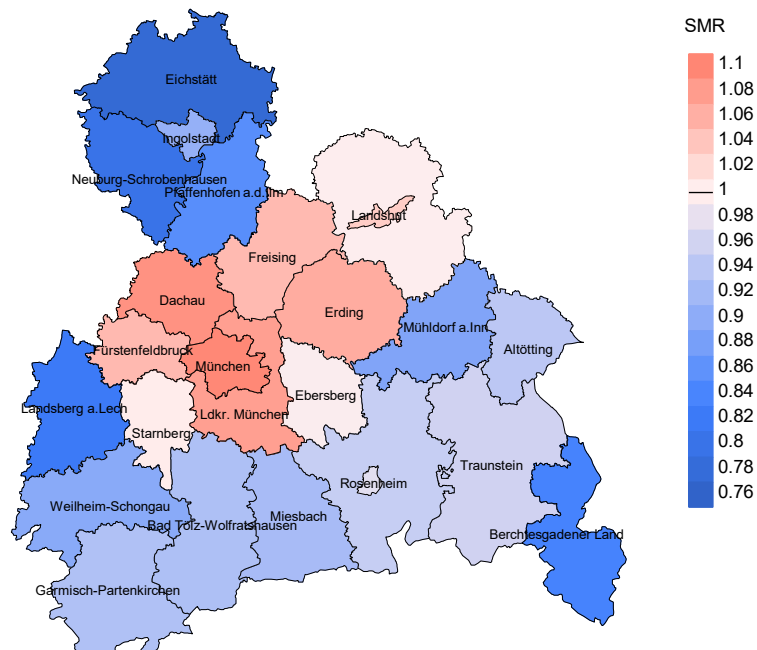 SMR
Eichstätt
1.1
1.08
1.06
1.04
1.02
1
0.98
0.96
0.94
0.92
0.9
0.88
0.86
0.84
0.82
0.8
0.78
0.76
Ingolstadt
Neuburg-Schrobenhausen
Pfaffenhofen a.d.Ilm
Landshut
Freising
Dachau
Erding
Mühldorf a.Inn
Altötting
Fürstenfeldbruck
München
Ebersberg
Landsberg a.Lech
Ldkr. München
Starnberg
Traunstein
Rosenheim
Weilheim-Schongau
Miesbach
Bad Tölz-Wolfratshausen
Berchtesgadener Land
Garmisch-Partenkirchen